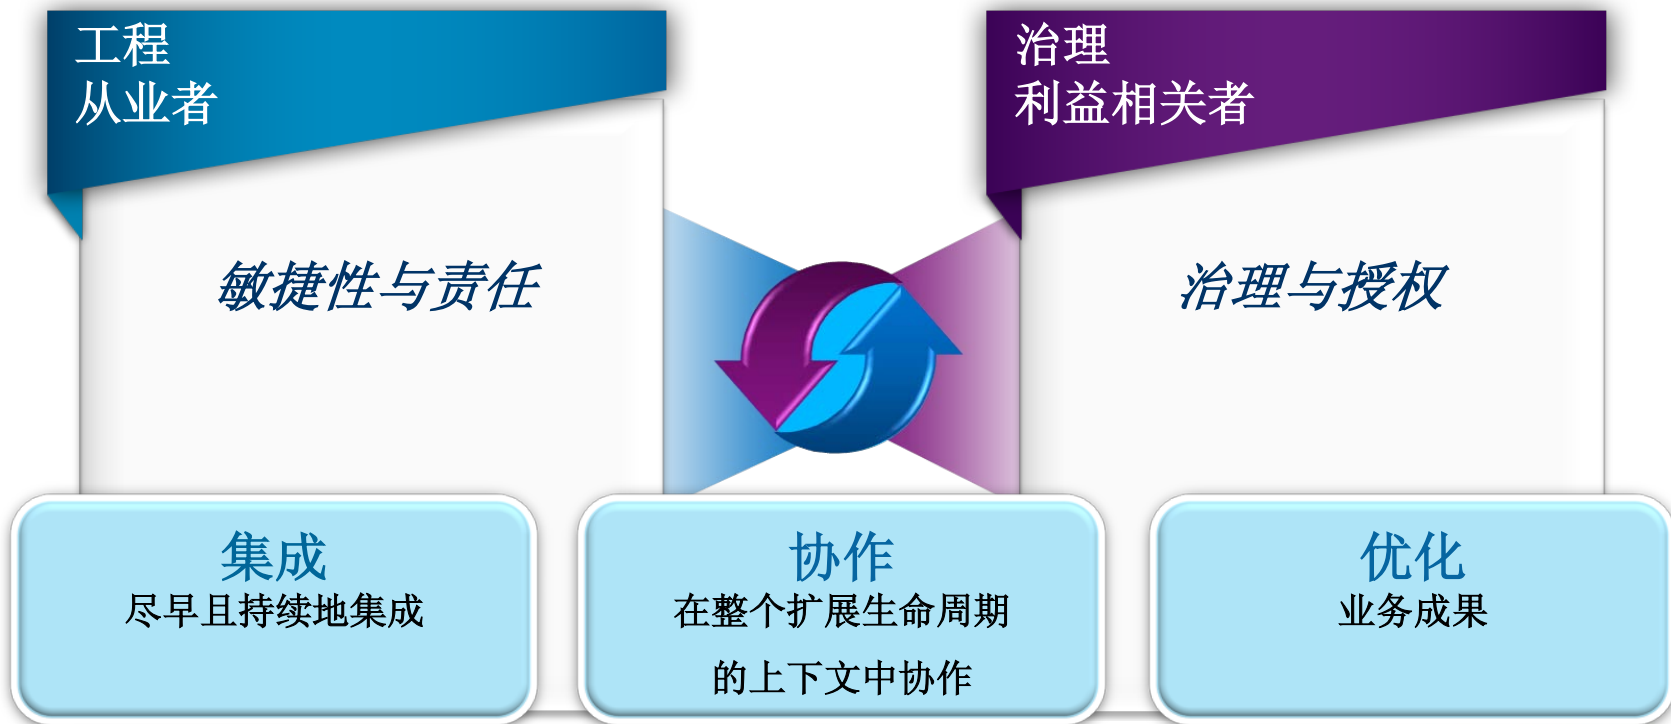 工程
从业者
治理
利益相关者
敏捷性与责任
治理与授权
集成
尽早且持续地集成
协作
在整个扩展生命周期
的上下文中协作
优化
业务成果